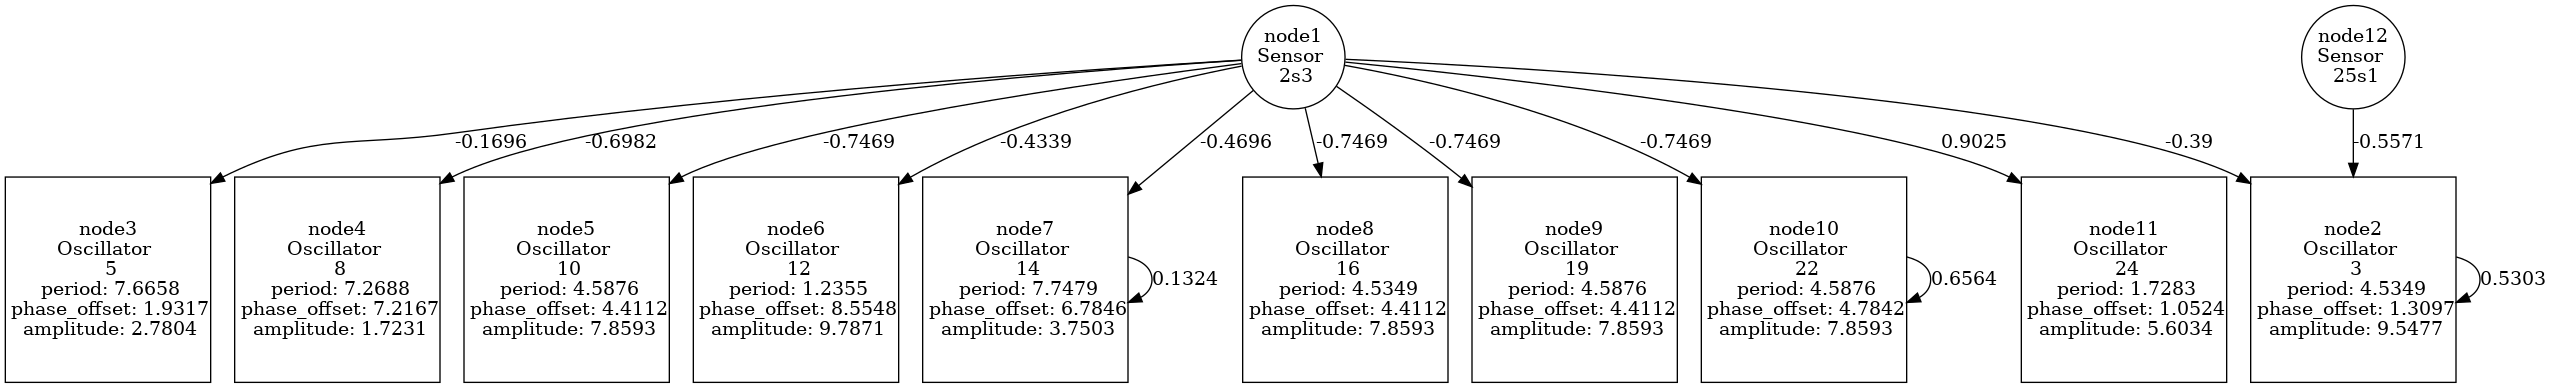 node1
Sensor
2s3
node12
Sensor
25s1
-0.1696
-0.6982
-0.7469
-0.4339
-0.4696
-0.7469
-0.7469
-0.7469
0.9025
-0.39
-0.5571
node3
Oscillator
5
period: 7.6658
phase_offset: 1.9317
amplitude: 2.7804
node4
Oscillator
8
period: 7.2688
phase_offset: 7.2167
amplitude: 1.7231
node5
Oscillator
10
period: 4.5876
phase_offset: 4.4112
amplitude: 7.8593
node6
Oscillator
12
period: 1.2355
phase_offset: 8.5548
amplitude: 9.7871
node7
Oscillator
14
period: 7.7479
phase_offset: 6.7846
amplitude: 3.7503
0.1324
node8
Oscillator
16
period: 4.5349
phase_offset: 4.4112
amplitude: 7.8593
node9
Oscillator
19
period: 4.5876
phase_offset: 4.4112
amplitude: 7.8593
node10
Oscillator
22
period: 4.5876
phase_offset: 4.7842
amplitude: 7.8593
0.6564
node11
Oscillator
24
period: 1.7283
phase_offset: 1.0524
amplitude: 5.6034
node2
Oscillator
3
period: 4.5349
phase_offset: 1.3097
amplitude: 9.5477
0.5303